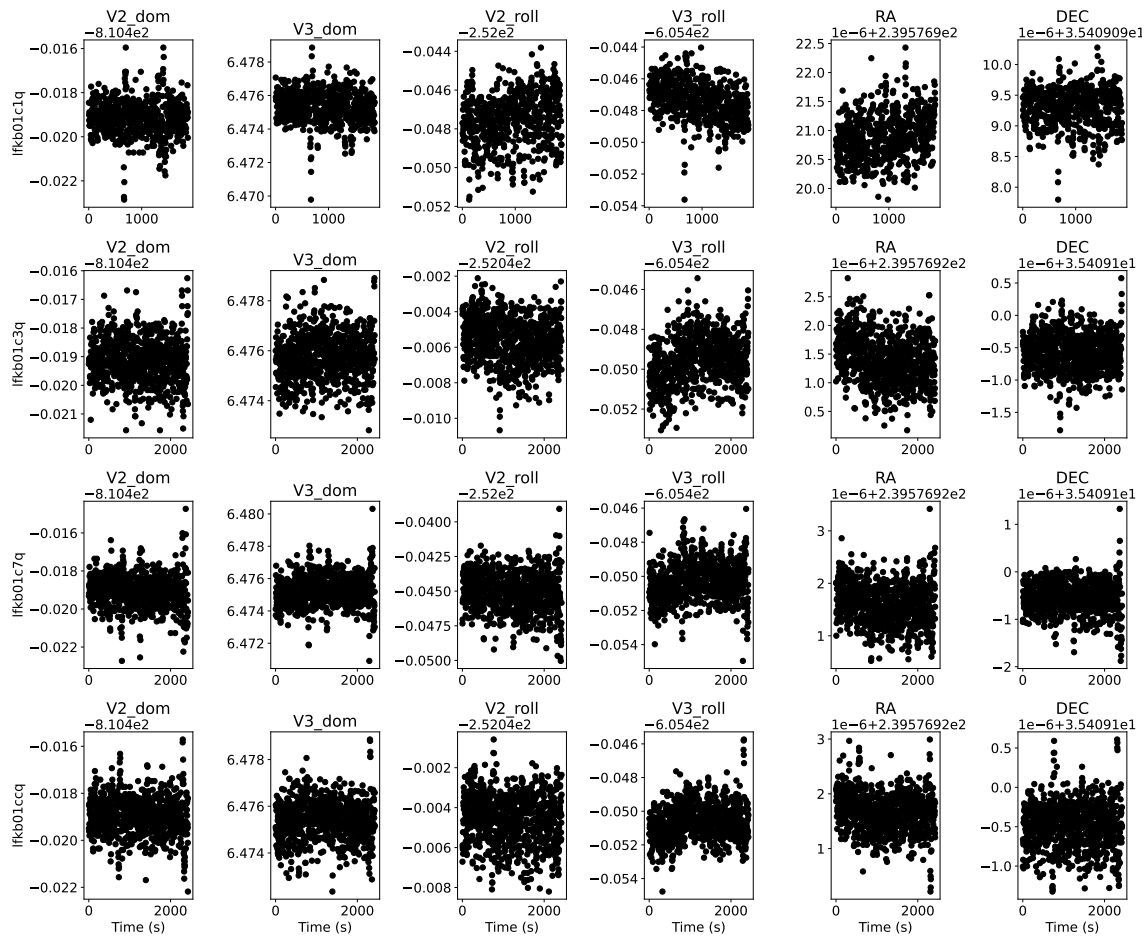 V2_dom V3_dom V2_roll V3_roll RA DEC
−8.104e2 −2.52e2 −6.054e2 1e−6+2.395769e2 1e−6+3.540909e1
lfkb01c1q
−0.016 −0.018 −0.020 −0.022
6.478 6.476 6.474 6.472 6.470
−0.044 −0.046 −0.048 −0.050 −0.052
−0.044 −0.046 −0.048 −0.050 −0.052 −0.054
22.5 22.0 21.5 21.0 20.5 20.0
10.0 9.5 9.0 8.5 8.0
0 1000 0 1000 0 1000 0 1000 0 1000 0 1000
V2_dom V3_dom V2_roll V3_roll RA DEC
−8.104e2 −2.5204e2 −6.054e2 1e−6+2.3957692e2 1e−6+3.54091e1
lfkb01c3q
−0.016 −0.017 −0.018 −0.019 −0.020 −0.021
6.478 6.476 6.474
−0.002 −0.004 −0.006 −0.008 −0.010
−0.046 −0.048 −0.050 −0.052
2.5 2.0 1.5 1.0 0.5
0.5 0.0 −0.5 −1.0 −1.5
0 2000 0 2000 0 2000 0 2000 0 2000 0 2000
V2_dom V3_dom V2_roll V3_roll RA DEC
−8.104e2 −2.52e2 −6.054e2 1e−6+2.3957692e2 1e−6+3.54091e1
lfkb01c7q
−0.016 −0.018 −0.020 −0.022
6.480 6.478 6.476 6.474 6.472
−0.0400 −0.0425 −0.0450 −0.0475 −0.0500
−0.046 −0.048 −0.050 −0.052 −0.054
3 2 1
1 0 −1 −2
0 2000 0 2000 0 2000 0 2000 0 2000 0 2000
V2_dom V3_dom V2_roll V3_roll RA DEC
−8.104e2 −2.5204e2 −6.054e2 1e−6+2.3957692e2 1e−6+3.54091e1
lfkb01ccq
−0.016 −0.018 −0.020 −0.022
6.478 6.476 6.474
−0.002 −0.004 −0.006 −0.008
−0.046 −0.048 −0.050 −0.052 −0.054
3 2 1
0.5 0.0 −0.5 −1.0
0 2000 0 2000 0 2000 0 2000 0 2000 0 2000
Time (s) Time (s) Time (s) Time (s) Time (s) Time (s)